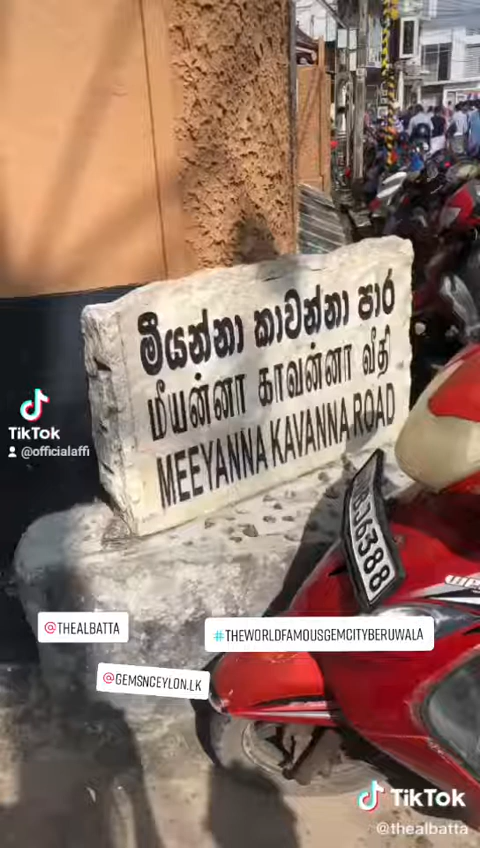 මීයන්නා කාවන්නා පාර
மீயன்னா காவன்னா வீதி
MEEYANNA KAVANNA ROAD
TikTok
@officialaffi
@THEALBATTA
#THEWORLDFAMOUSGEMCITYBERUWALA
@GEMSNCEYLON.LK
TikTok
@thealbatta